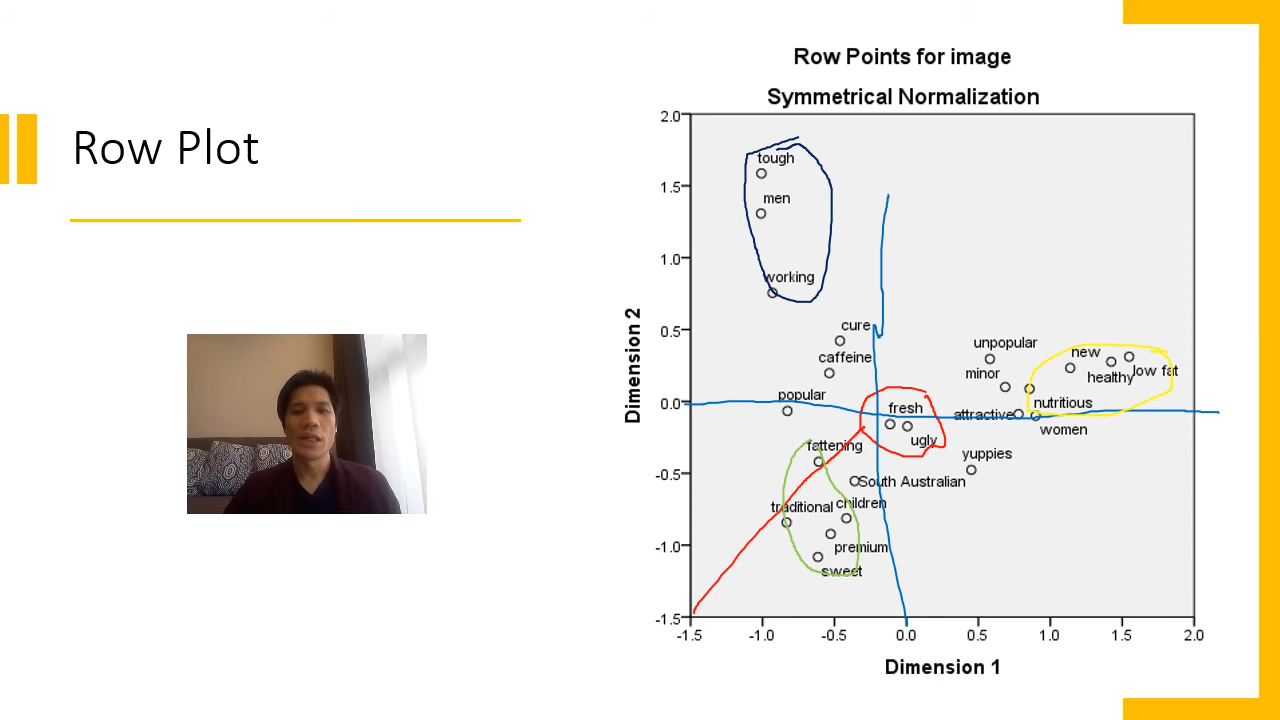 Row Plot
Row Points for image
Symmetrical Normalization
Dimension 2
2.0
1.5
1.0
0.5
0.0
-0.5
-1.0
-1.5
tough
men
working
cure
caffeine
popular
unpopular
minor
new
healthy
low fat
nutritious
attractive
women
fresh
ugly
fattening
yuppies
South Australian
traditional
children
premium
sweet
-1.5 -1.0 -0.5 0.0 0.5 1.0 1.5 2.0
Dimension 1